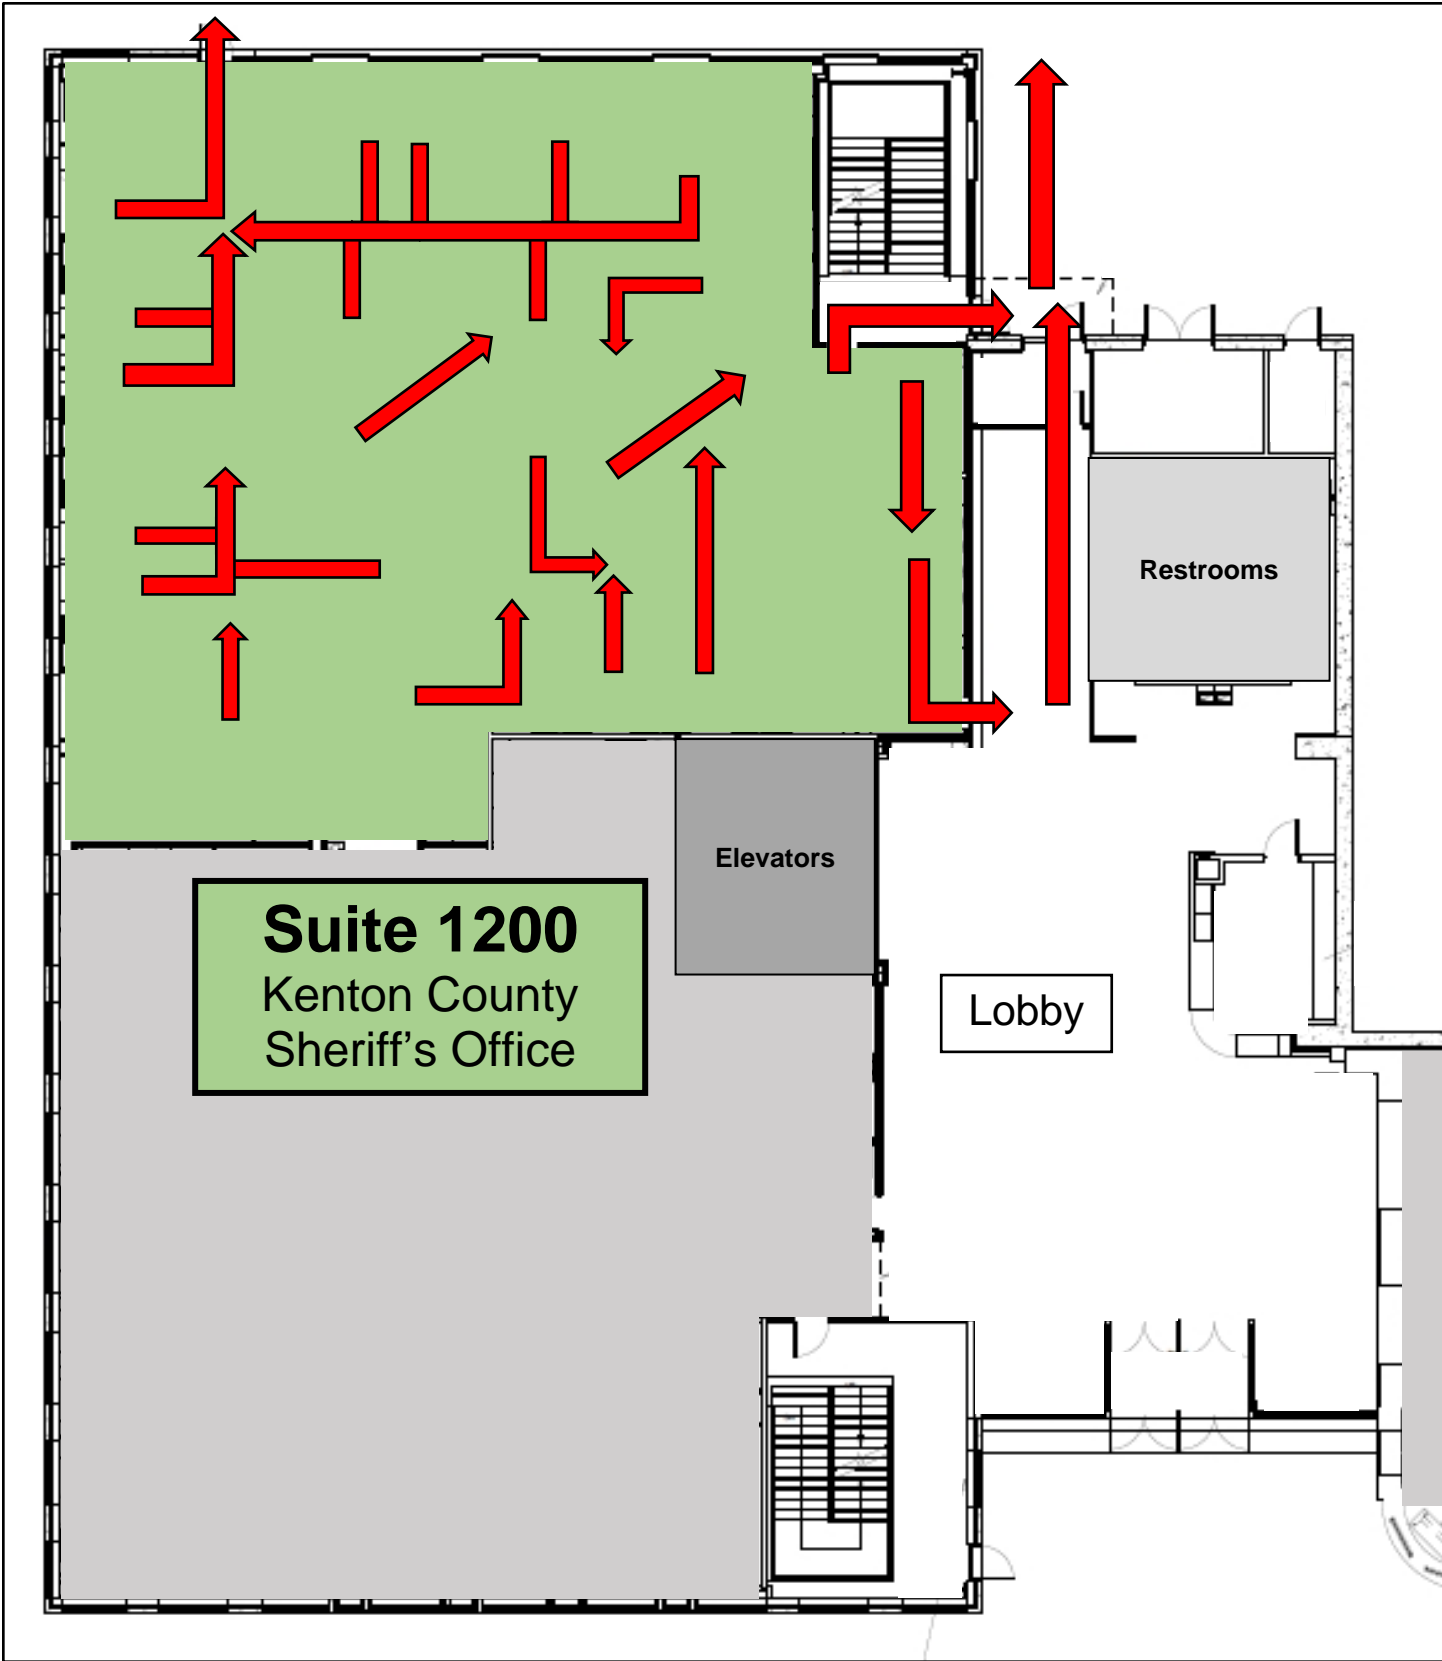 Restrooms
Elevators
Suite 1200
Kenton County
Sheriff’s Office
Lobby